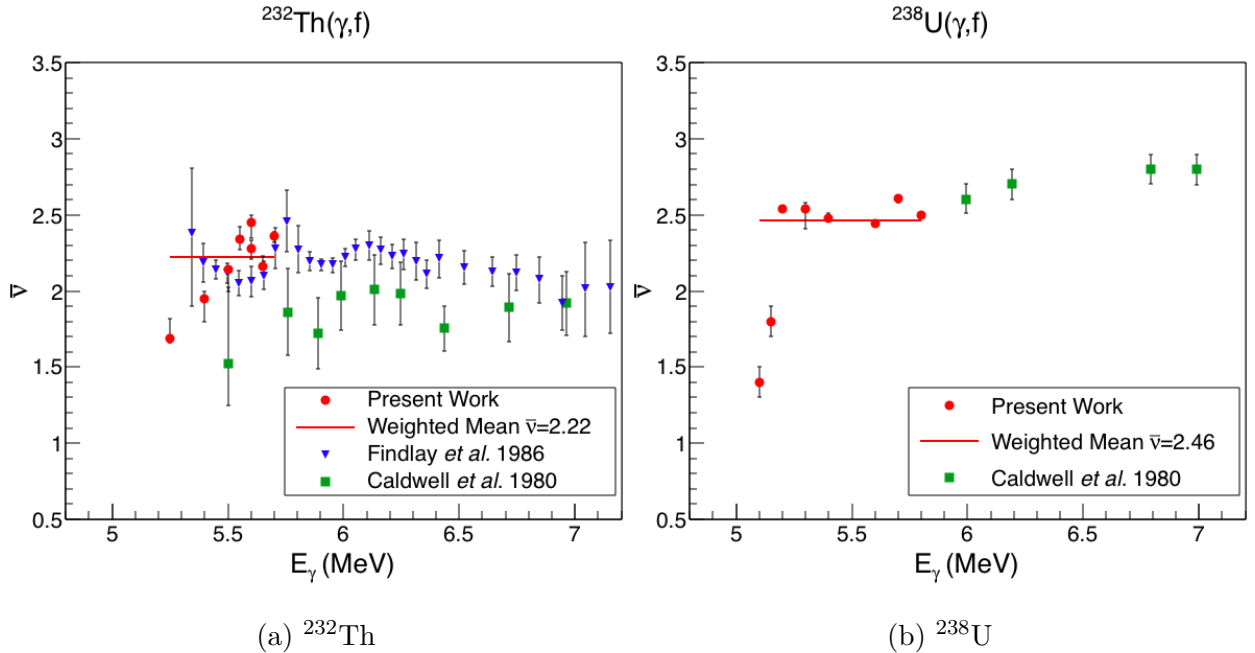 ²³²Th(γ,f)
3.5
3
2.5
2
1.5
1
0.5
ν̅
5
5.5
6
6.5
7
E_γ (MeV)
Present Work
Weighted Mean ν̅=2.22
Findlay et al. 1986
Caldwell et al. 1980
(a) ²³²Th
²³⁸U(γ,f)
3.5
3
2.5
2
1.5
1
0.5
ν̅
5
5.5
6
6.5
7
E_γ (MeV)
Present Work
Weighted Mean ν̅=2.46
Caldwell et al. 1980
(b) ²³⁸U